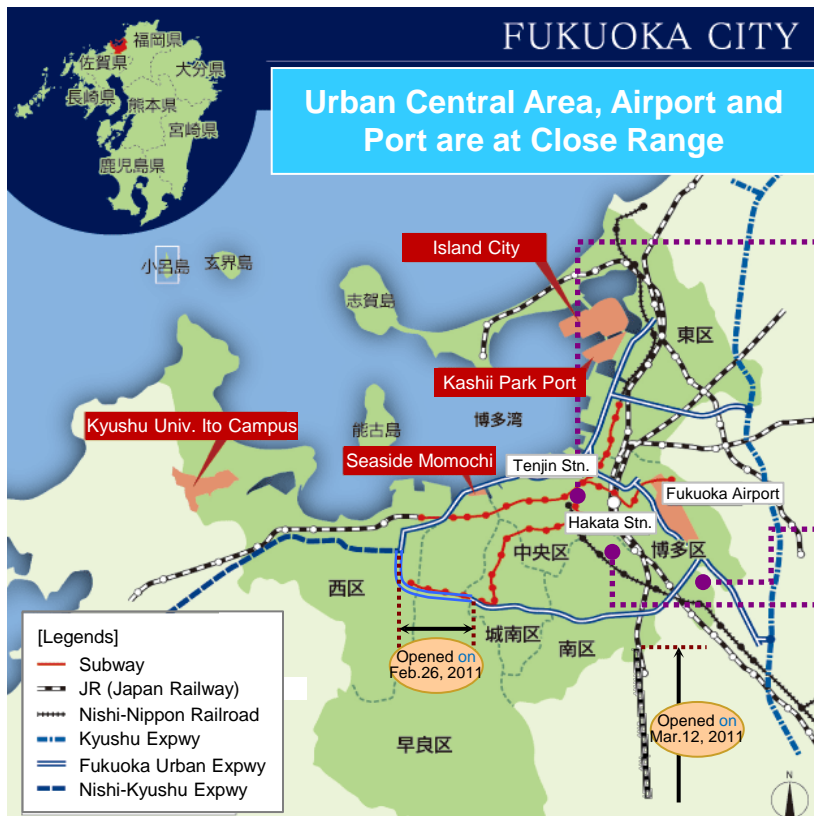 FUKUOKA CITY
Urban Central Area, Airport and
Port are at Close Range
福岡県
佐賀県
大分県
長崎県
熊本県
宮崎県
鹿児島県
小呂島
玄界島
志賀島
Island City
東区
Kashii Park Port
Kyushu Univ. Ito Campus
能古島
博多湾
Seaside Momochi
Tenjin Stn.
Fukuoka Airport
Hakata Stn.
中央区
博多区
西区
城南区
南区
早良区
Opened on
Feb.26, 2011
Opened on
Mar.12, 2011
[Legends]
Subway
JR (Japan Railway)
Nishi-Nippon Railroad
Kyushu Expwy
Fukuoka Urban Expwy
Nishi-Kyushu Expwy
N